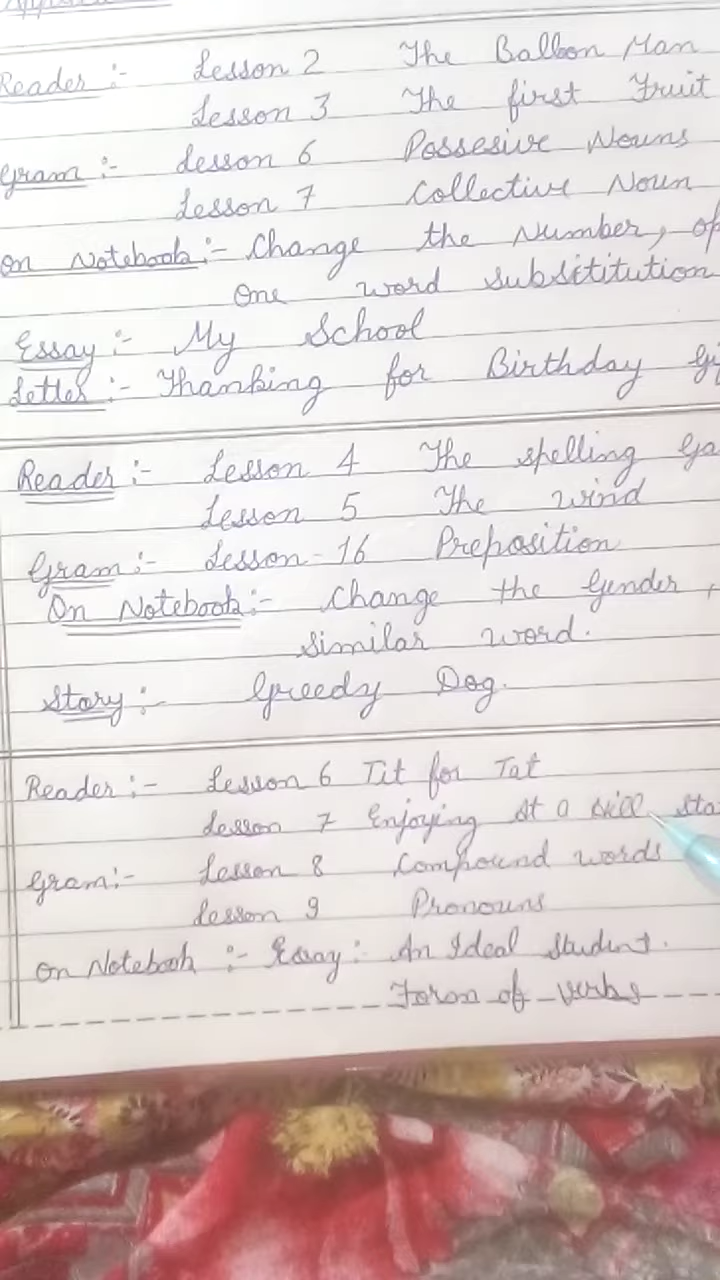 Reader :- Lesson 2 The Balloon Man
Lesson 3 The first Fruit
Gram :- Lesson 6 Possesive Nouns
Lesson 7 Collective Noun
On Notebook :- Change the Number,
One word substitution
Essay :- My School
Letter :- Thanking for Birthday
Reader :- Lesson 4 The spelling
Lesson 5 The wind
Gram :- Lesson - 16 Preposition
On Notebook :- Change the Gender,
similar word.
Story :- Greedy Dog.
Reader :- Lesson 6 Tit for Tat
Lesson 7 Enjoying at a
Gram :- Lesson 8 Compound words
Lesson 9 Pronouns
On Notebook :- Essay : An Ideal Student.
Form of verbs